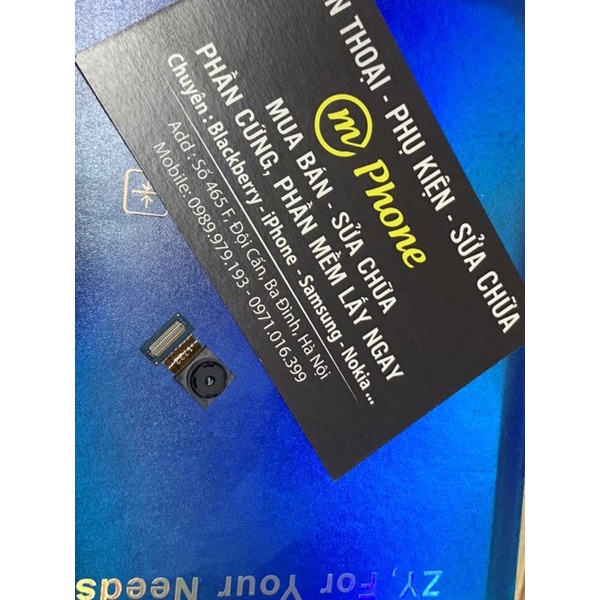 N THOẠI - PHỤ KIỆN - SỬA CHỮA
m Phone
MUA BÁN - SỬA CHỮA
PHẦN CỨNG, PHẦN MỀM LẤY NGAY
Chuyên : Blackberry - iPhone - Samsung - Nokia ...
Add : Số 465 F, Đội Cấn, Ba Đình, Hà Nội
Mobile: 0989.979.193 - 0971.016.399
ZY, For Your Needs